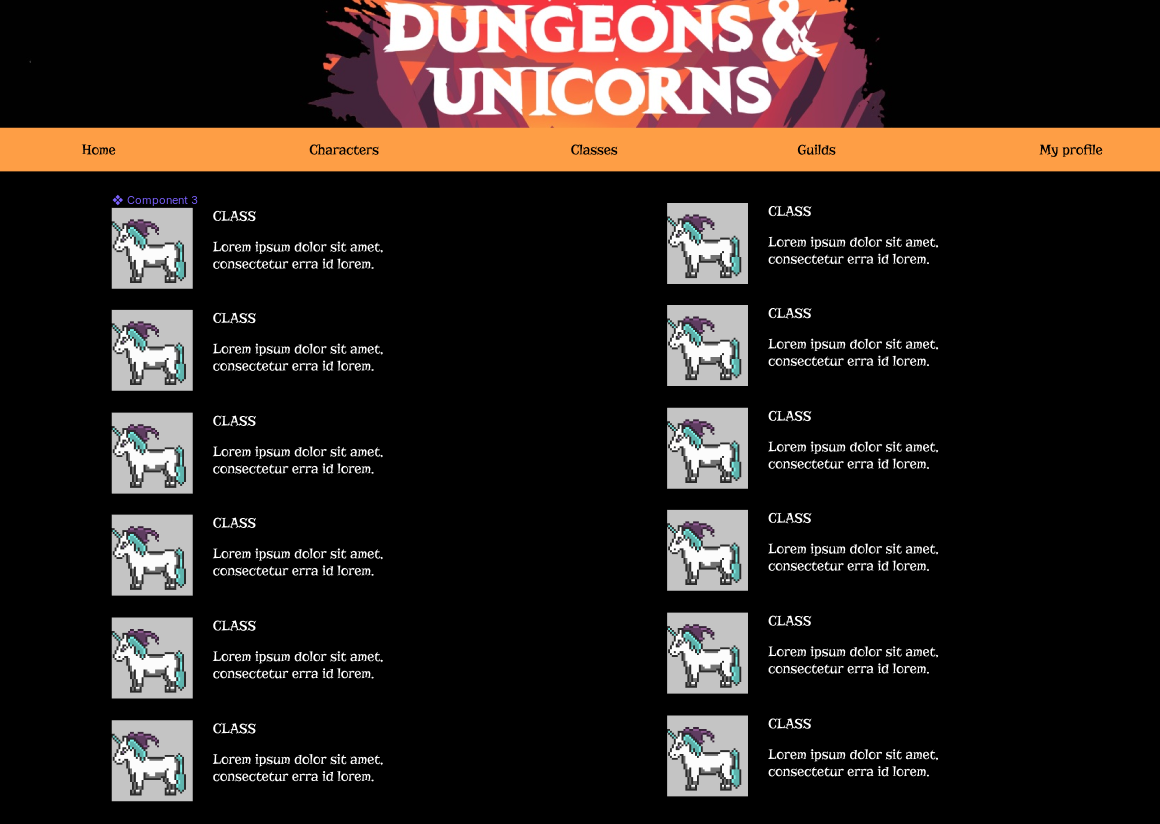 DUNGEONS &
UNICORNS
Home
Characters
Classes
Guilds
My profile
Component 3
CLASS
Lorem ipsum dolor sit amet,
consectetur erra id lorem.
CLASS
Lorem ipsum dolor sit amet,
consectetur erra id lorem.
CLASS
Lorem ipsum dolor sit amet,
consectetur erra id lorem.
CLASS
Lorem ipsum dolor sit amet,
consectetur erra id lorem.
CLASS
Lorem ipsum dolor sit amet,
consectetur erra id lorem.
CLASS
Lorem ipsum dolor sit amet,
consectetur erra id lorem.
CLASS
Lorem ipsum dolor sit amet,
consectetur erra id lorem.
CLASS
Lorem ipsum dolor sit amet,
consectetur erra id lorem.
CLASS
Lorem ipsum dolor sit amet,
consectetur erra id lorem.
CLASS
Lorem ipsum dolor sit amet,
consectetur erra id lorem.
CLASS
Lorem ipsum dolor sit amet,
consectetur erra id lorem.
CLASS
Lorem ipsum dolor sit amet,
consectetur erra id lorem.